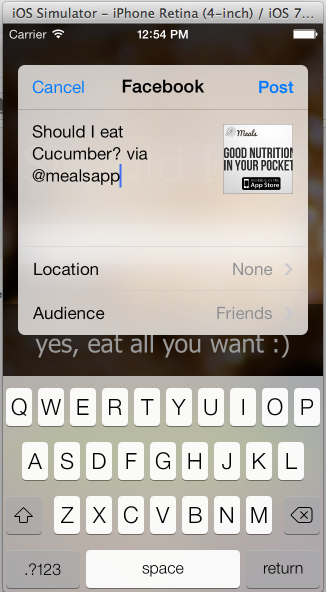 iOS Simulator – iPhone Retina (4-inch) / iOS 7...
Carrier 12:54 PM
Cancel Facebook Post
Should I eat
Cucumber? via
@mealsapp
Meals
GOOD NUTRITION
IN YOUR POCKET
App Store
Location None
Audience Friends
yes, eat all you want :)
Q W E R T Y U I O P
A S D F G H J K L
Z X C V B N M
.?123 space return